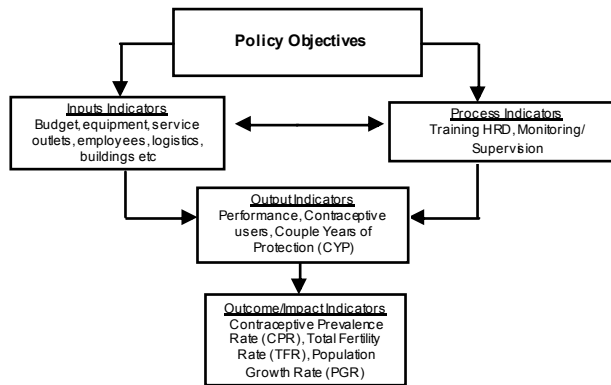 Policy Objectives
Inputs Indicators
Budget, equipment, service
outlets, employees, logistics,
buildings etc
Process Indicators
Training HRD, Monitoring/
Supervision
Output Indicators
Performance, Contraceptive
users, Couple Years of
Protection (CYP)
Outcome/Impact Indicators
Contraceptive Prevalence
Rate (CPR), Total Fertility
Rate (TFR), Population
Growth Rate (PGR)